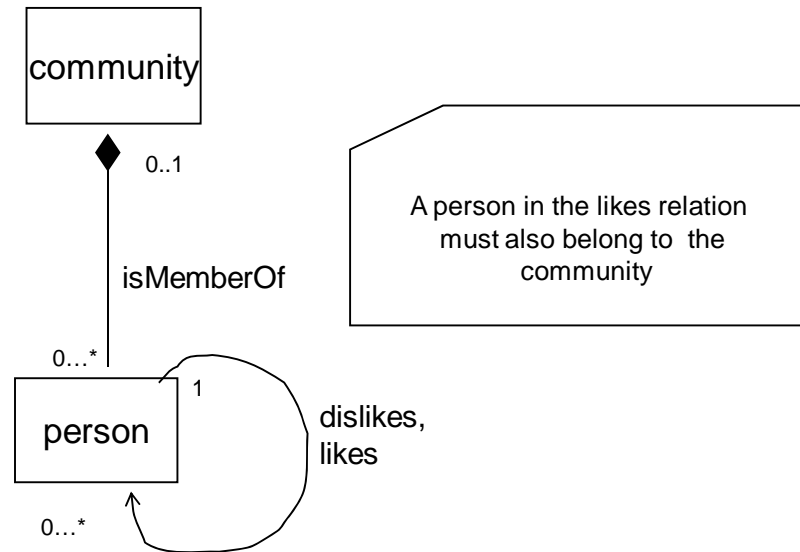 community
0..1
A person in the likes relation
must also belong to the
community
isMemberOf
0...*
1
person
dislikes,
likes
0...*